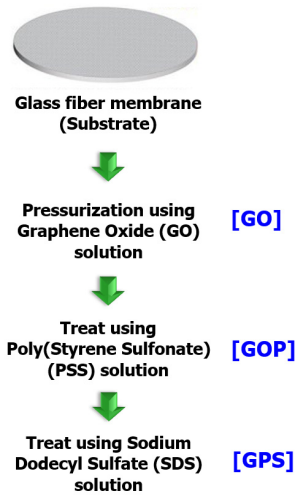 Glass fiber membrane
(Substrate)
Pressurization using
Graphene Oxide (GO)
solution
[GO]
Treat using
Poly(Styrene Sulfonate)
(PSS) solution
[GOP]
Treat using Sodium
Dodecyl Sulfate (SDS)
solution
[GPS]